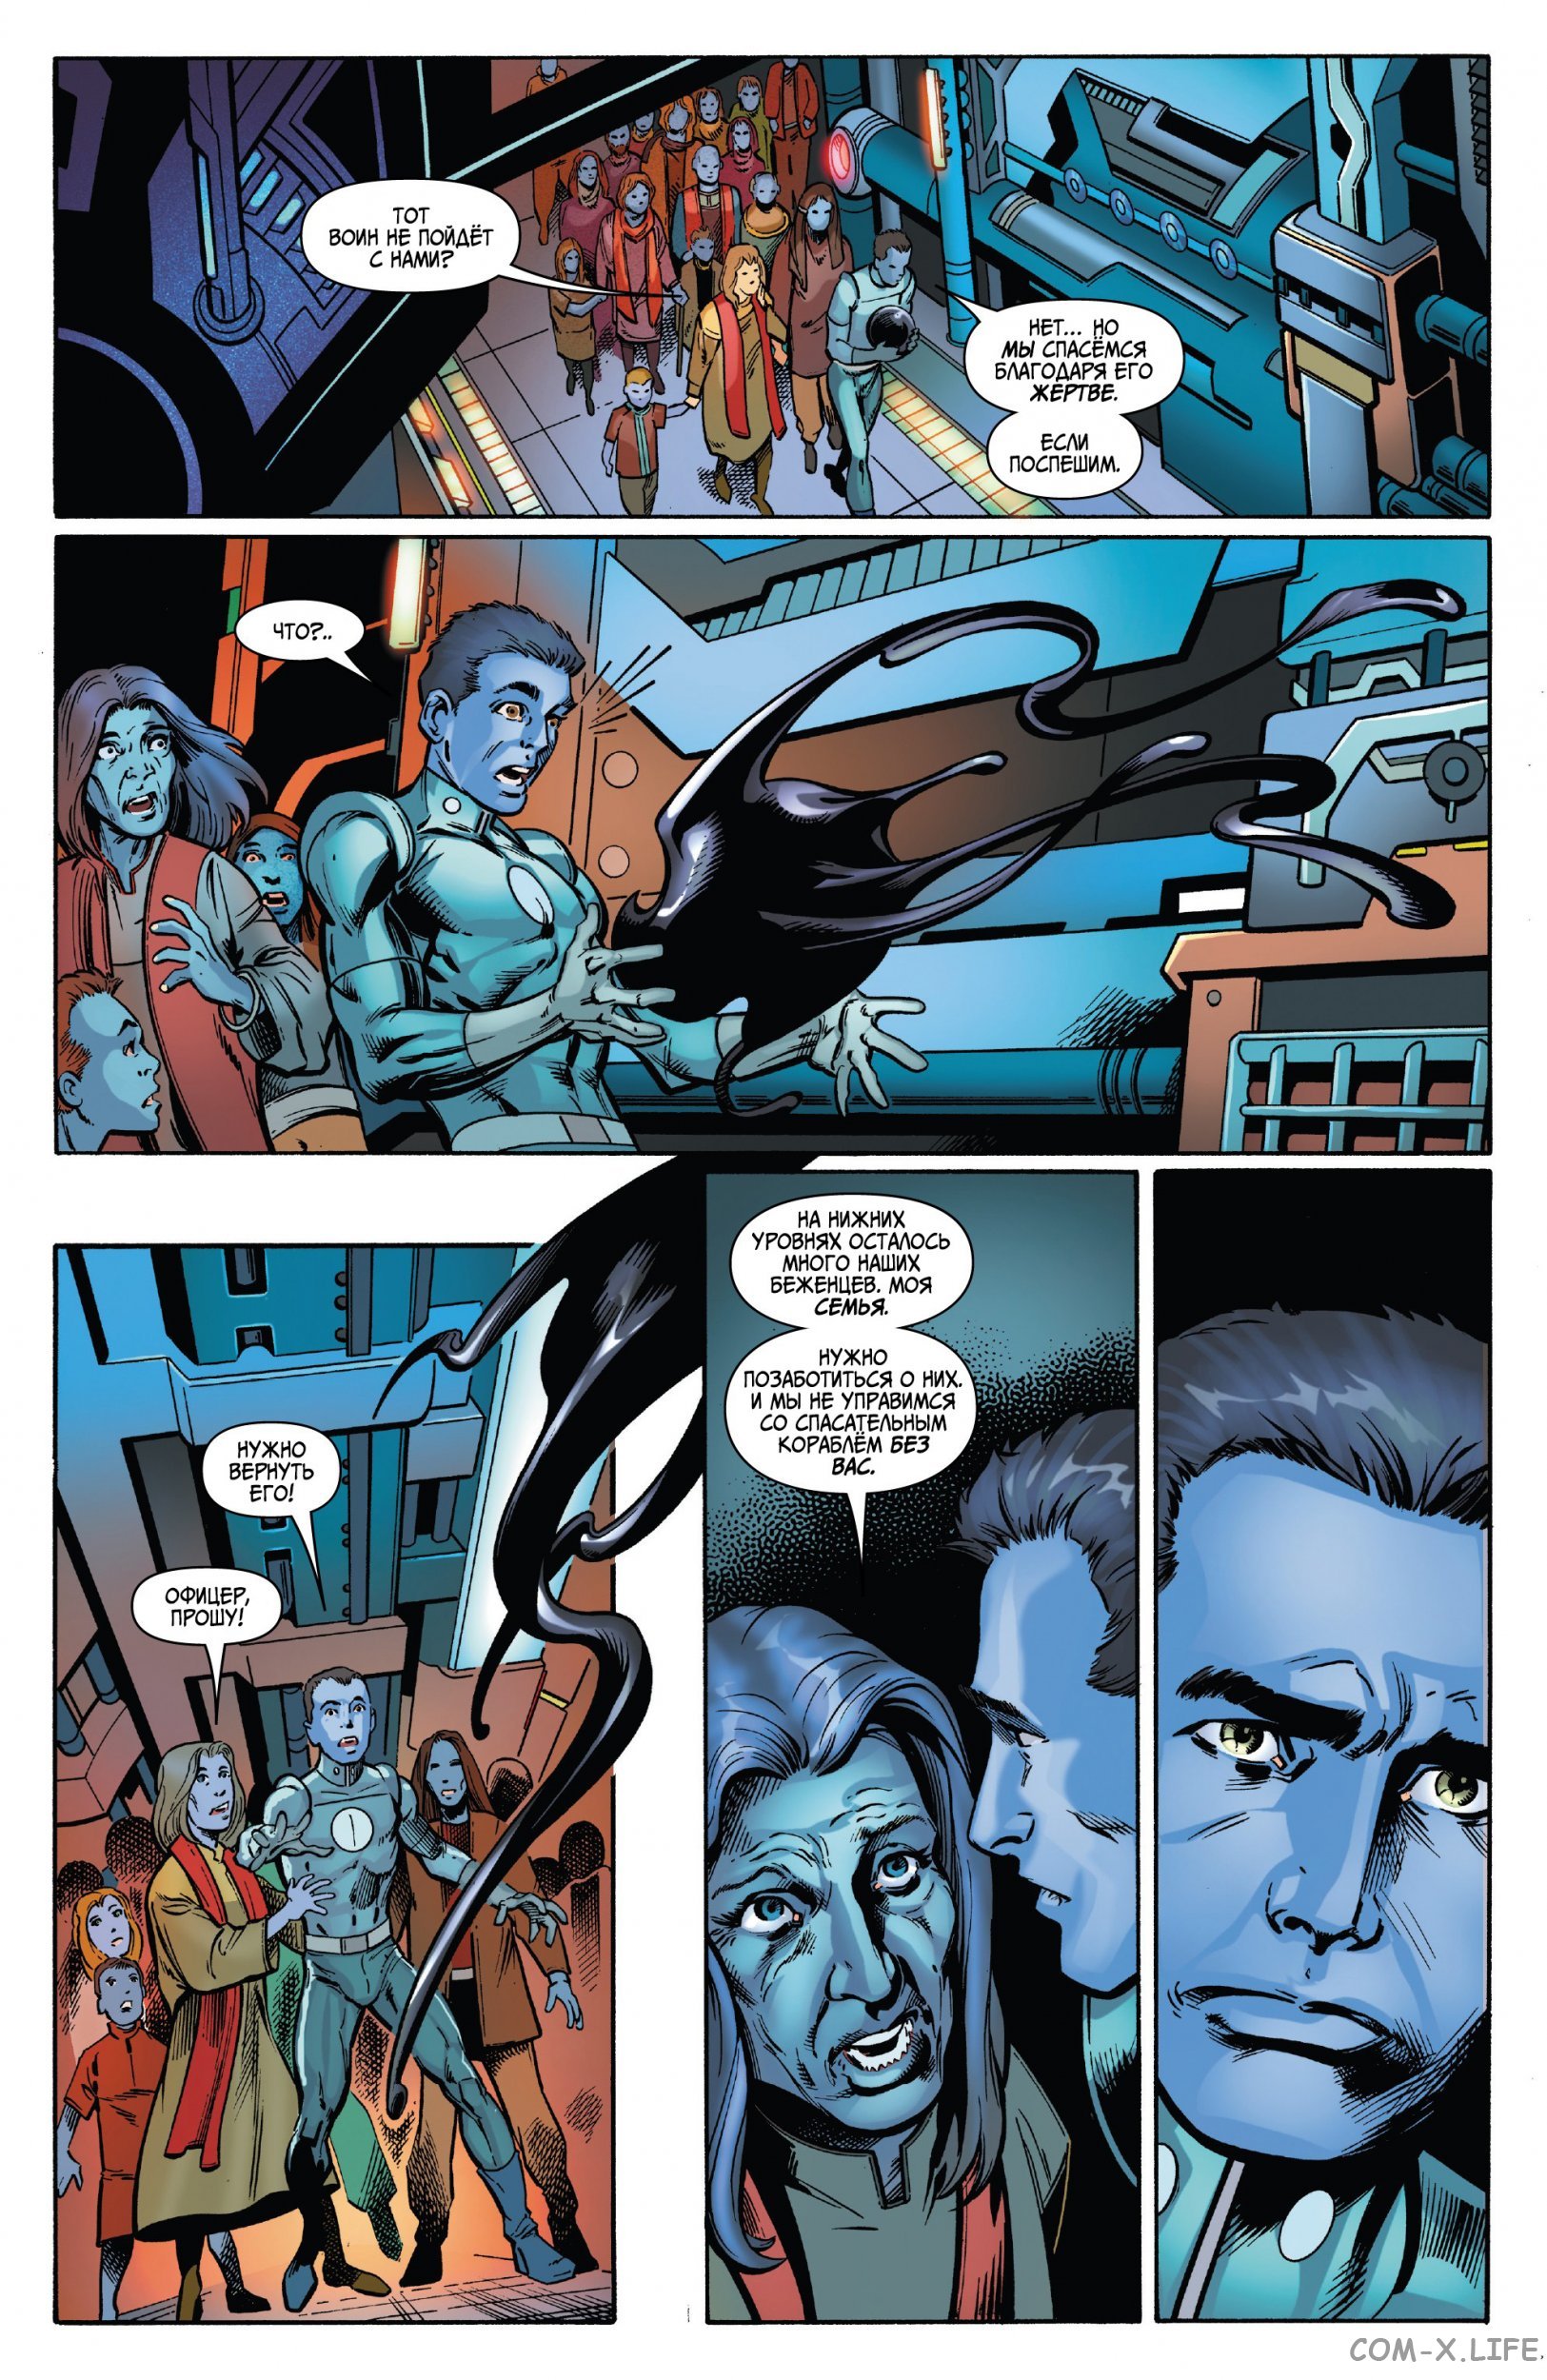 ТОТ
ВОИН НЕ ПОЙДЁТ
С НАМИ?
НЕТ... НО
МЫ СПАСЁМСЯ
БЛАГОДАРЯ ЕГО
ЖЕРТВЕ.
ЕСЛИ
ПОСПЕШИМ.
ЧТО?..
НУЖНО
ВЕРНУТЬ
ЕГО!
ОФИЦЕР,
ПРОШУ!
НА НИЖНИХ
УРОВНЯХ ОСТАЛОСЬ
МНОГО НАШИХ
БЕЖЕНЦЕВ. МОЯ
СЕМЬЯ.
НУЖНО
ПОЗАБОТИТЬСЯ О НИХ.
И МЫ НЕ УПРАВИМСЯ
СО СПАСАТЕЛЬНЫМ
КОРАБЛЁМ БЕЗ
ВАС.
COM-X.LIFE